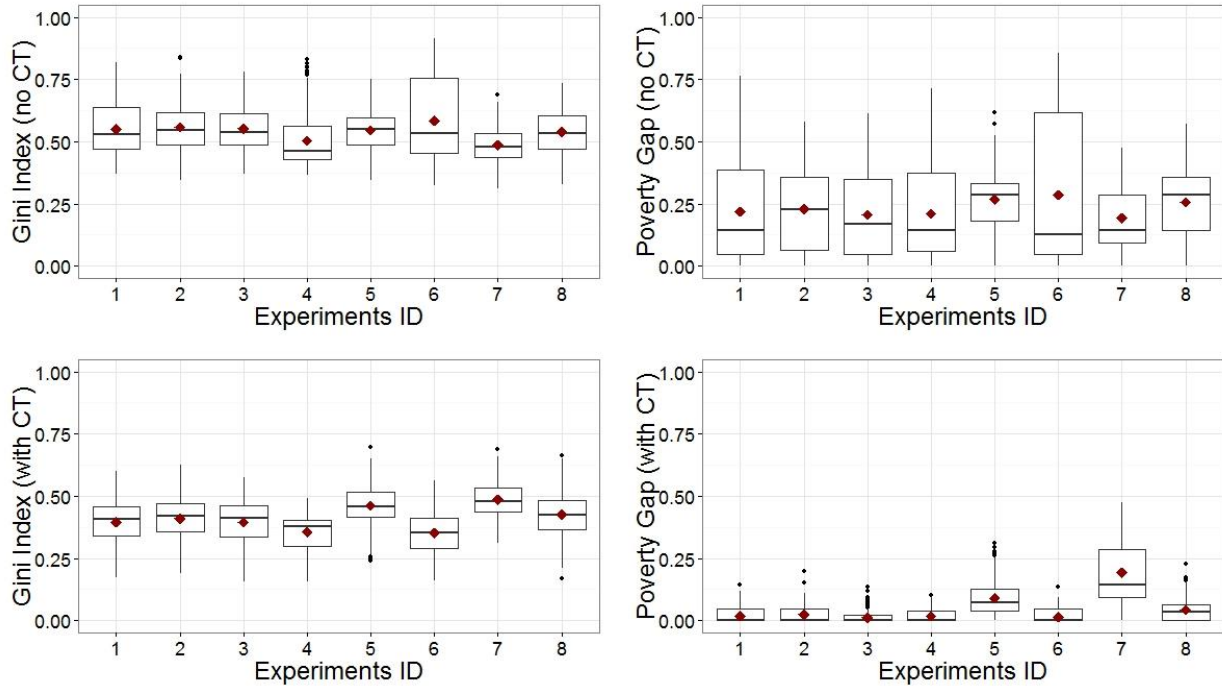 Gini Index (no CT)
1.00
0.75
0.50
0.25
0.00
1 2 3 4 5 6 7 8
Experiments ID
Poverty Gap (no CT)
1.00
0.75
0.50
0.25
0.00
1 2 3 4 5 6 7 8
Experiments ID
Gini Index (with CT)
1.00
0.75
0.50
0.25
0.00
1 2 3 4 5 6 7 8
Experiments ID
Poverty Gap (with CT)
1.00
0.75
0.50
0.25
0.00
1 2 3 4 5 6 7 8
Experiments ID